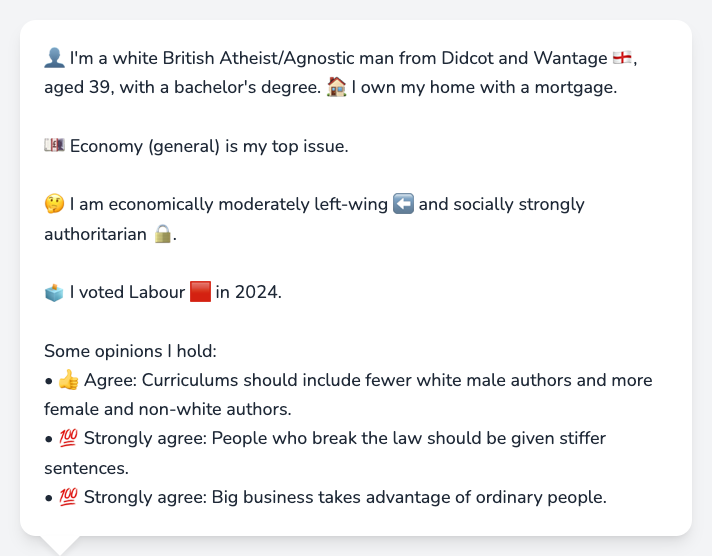 👤 I'm a white British Atheist/Agnostic man from Didcot and Wantage 🏴󠁧󠁢󠁥󠁮󠁧󠁿,
aged 39, with a bachelor's degree. 🏠 I own my home with a mortgage.
💷 Economy (general) is my top issue.
🤔 I am economically moderately left-wing ⬅️ and socially strongly
authoritarian 🔒.
🗳️ I voted Labour 🟥 in 2024.
Some opinions I hold:
• 👍 Agree: Curriculums should include fewer white male authors and more
female and non-white authors.
• 💯 Strongly agree: People who break the law should be given stiffer
sentences.
• 💯 Strongly agree: Big business takes advantage of ordinary people.